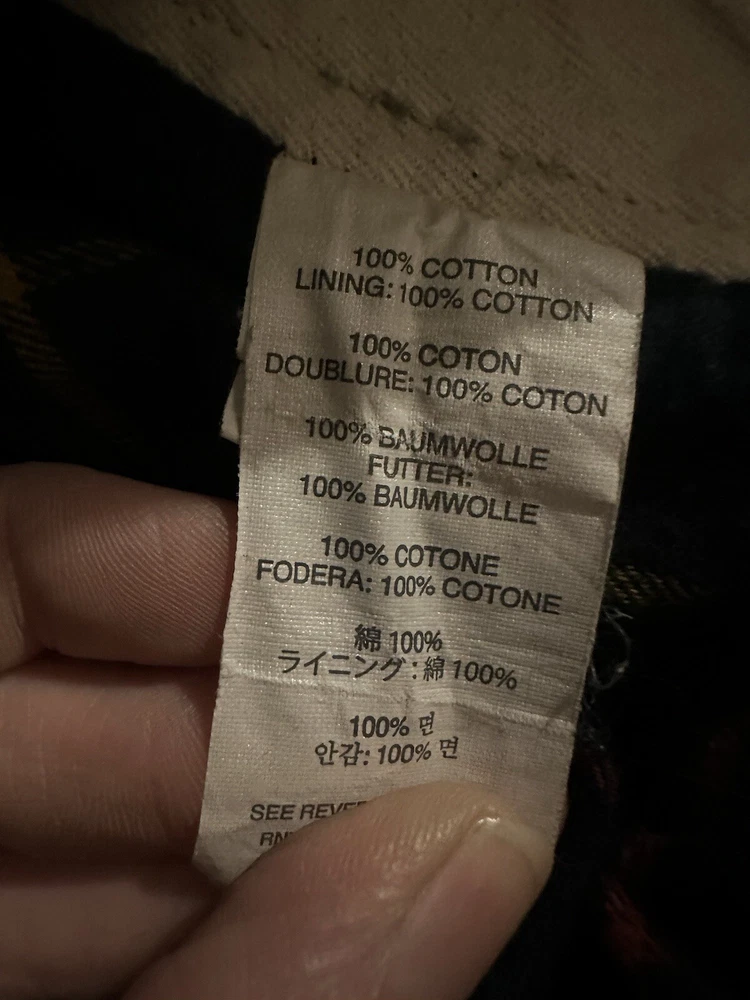 100% COTTON
LINING: 100% COTTON
100% COTON
DOUBLURE: 100% COTON
100% BAUMWOLLE
FUTTER:
100% BAUMWOLLE
100% COTONE
FODERA: 100% COTONE
綿 100%
ライニング : 綿 100%
100% 면
안감: 100% 면
SEE